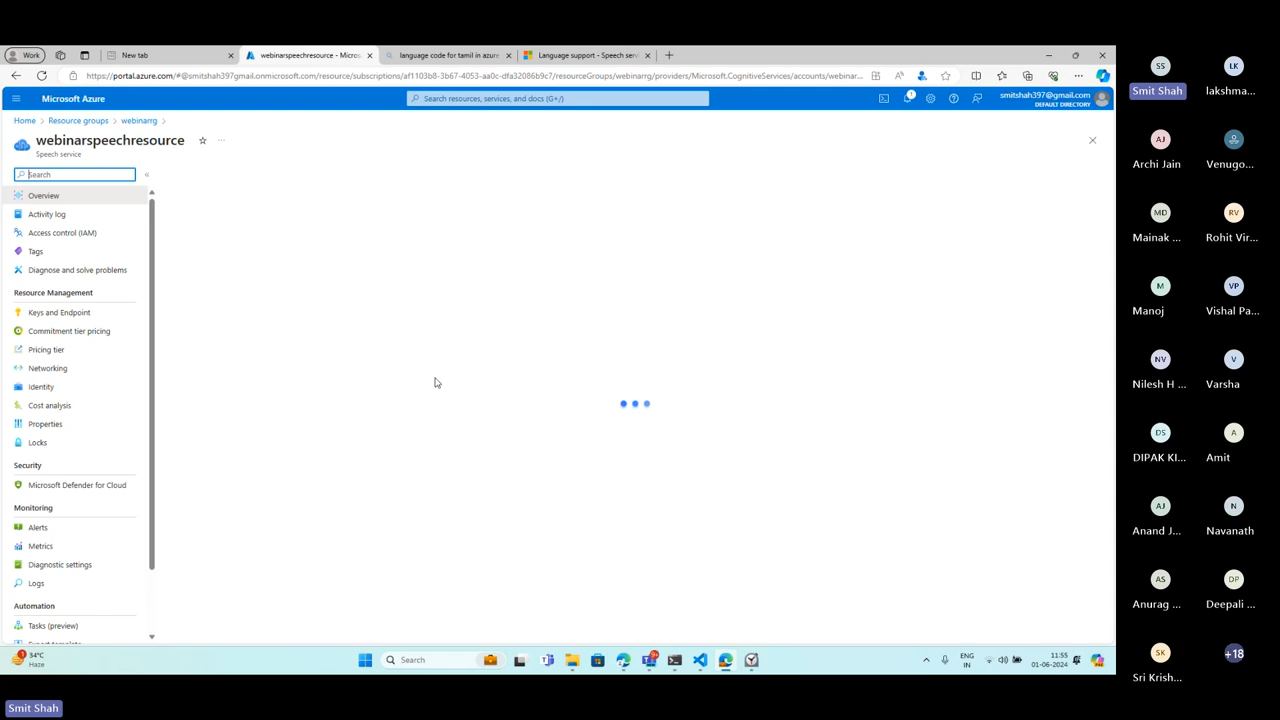 Work
New tab
webinarspeechresource - Micros
language code for tamil in azure
Language support - Speech serv
https://portal.azure.com/#@smitshah397gmail.onmicrosoft.com/resource/subscriptions/af1103b8-3b67-4053-aa0c-dfa32086b9c7/resourceGroups/webinarrg/providers/Microsoft.CognitiveServices/accounts/webinar...
Microsoft Azure
Search resources, services, and docs (G+/)
1
smitshah397@gmail.com
DEFAULT DIRECTORY
Home > Resource groups > webinarrg >
webinarspeechresource
Speech service
Search
Overview
Activity log
Access control (IAM)
Tags
Diagnose and solve problems
Resource Management
Keys and Endpoint
Commitment tier pricing
Pricing tier
Networking
Identity
Cost analysis
Properties
Locks
Security
Microsoft Defender for Cloud
Monitoring
Alerts
Metrics
Diagnostic settings
Logs
Automation
Tasks (preview)
1
34°C
Haze
Search
ENG
IN
11:55
01-06-2024
Smit Shah
SS
Smit Shah
LK
lakshma...
AJ
Archi Jain
Venugo...
MD
Mainak ...
RV
Rohit Vir...
M
Manoj
VP
Vishal Pa...
NV
Nilesh H ...
V
Varsha
DS
DIPAK KI...
A
Amit
AJ
Anand J...
N
Navanath
AS
Anurag ...
DP
Deepali ...
SK
Sri Krish...
+18